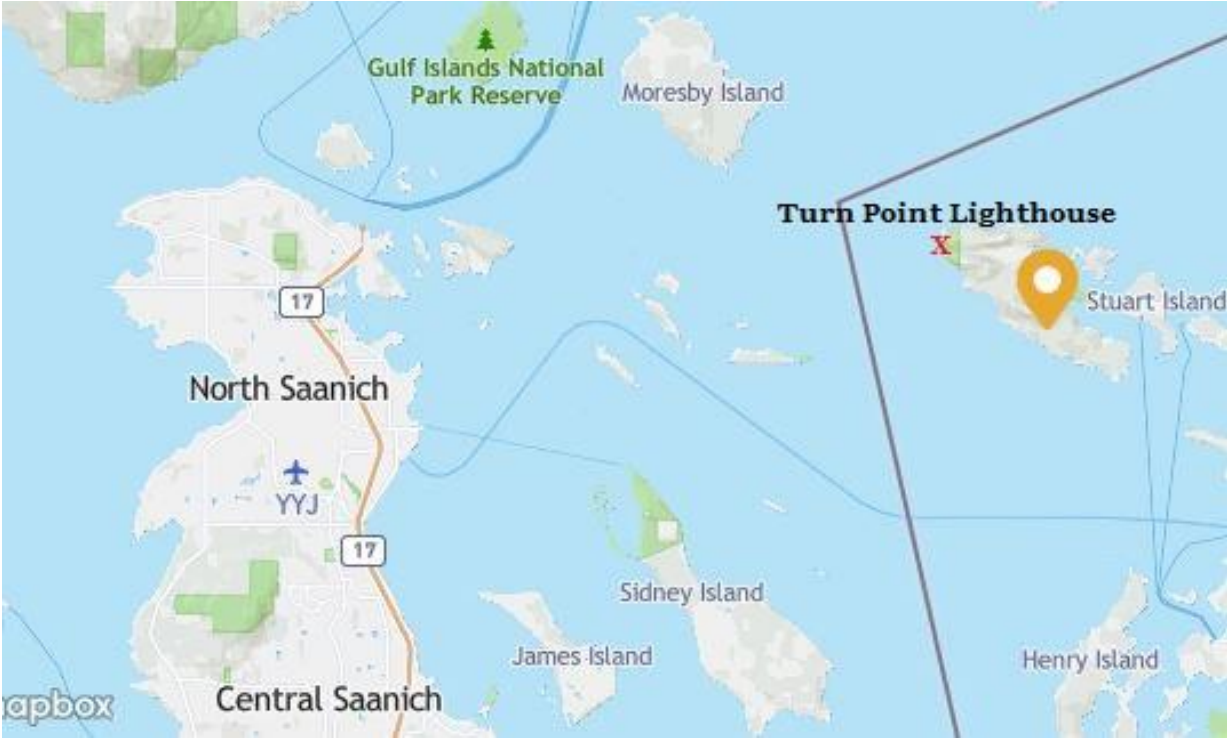 Gulf Islands National
Park Reserve
Moresby Island
Turn Point Lighthouse
X
Stuart Island
17
North Saanich
YYJ
17
Sidney Island
James Island
Henry Island
Central Saanich
apbox